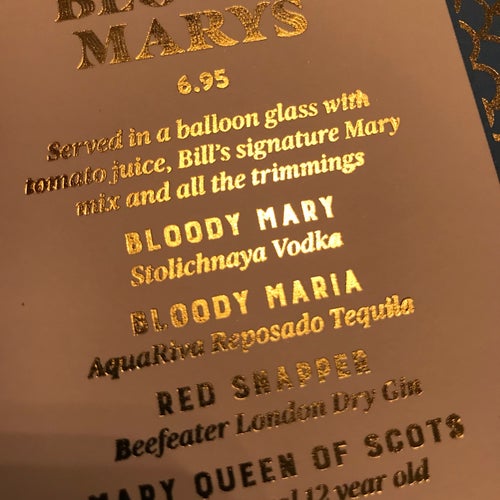 MARYS
6.95
Served in a balloon glass with
tomato juice, Bill's signature Mary
mix and all the trimmings
BLOODY MARY
Stolichnaya Vodka
BLOODY MARIA
AquaRiva Reposado Tequila
RED SNAPPER
Beefeater London Dry Gin
MARY QUEEN OF SCOTS
12 year old